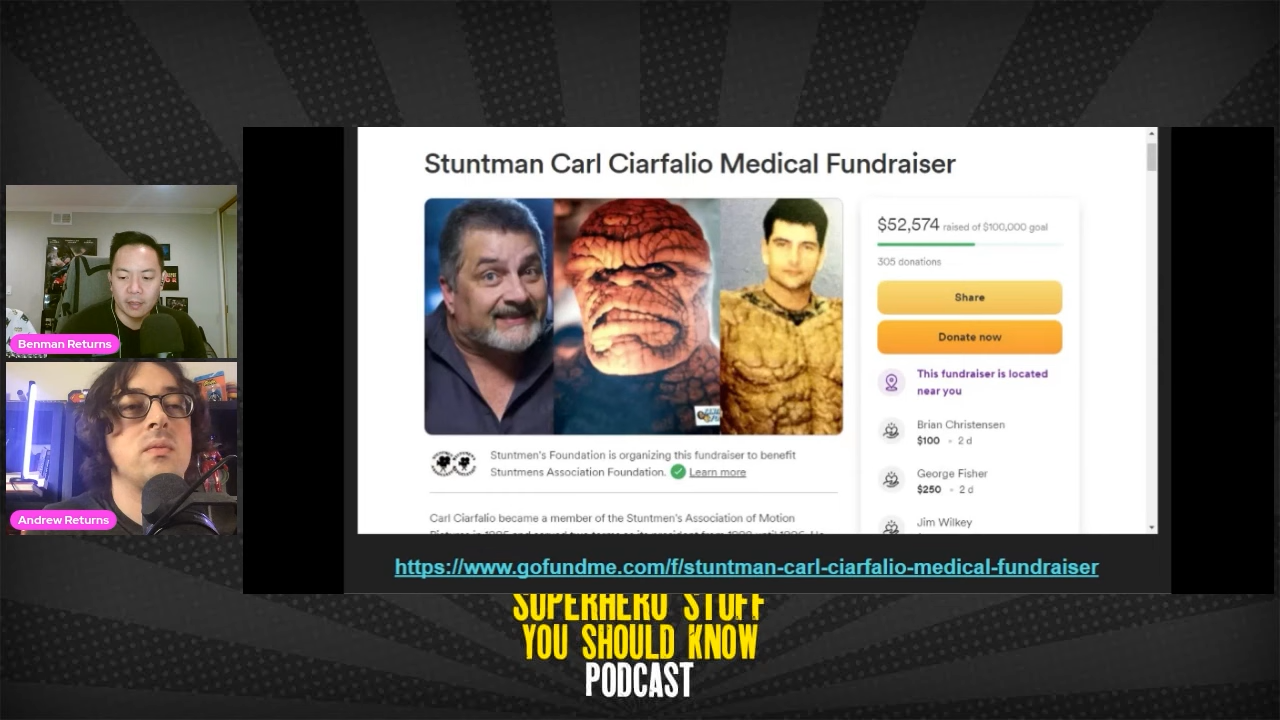 Stuntman Carl Ciarfalio Medical Fundraiser
$52,574 raised of $100,000 goal
305 donations
Share
Donate now
This fundraiser is located
near you
Brian Christensen
$100 • 2 d
George Fisher
$250 • 2 d
Jim Wilkey
Stuntmen's Foundation is organizing this fundraiser to benefit
Stuntmens Association Foundation. Learn more
Carl Ciarfalio became a member of the Stuntmen's Association of Motion
https://www.gofundme.com/f/stuntman-carl-ciarfalio-medical-fundraiser
Benman Returns
Andrew Returns
SUPERHERO STUFF
YOU SHOULD KNOW
PODCAST